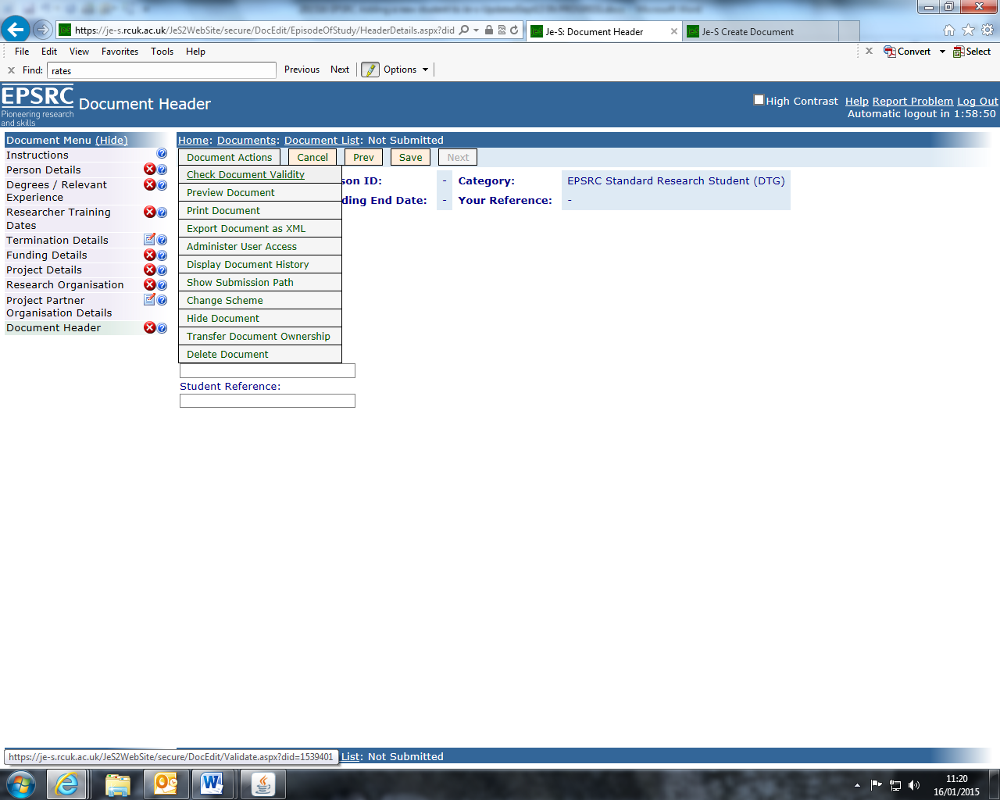 https://je-s.rcuk.ac.uk/JeS2WebSite/secure/DocEdit/EpisodeOfStudy/HeaderDetails.aspx?did
Je-S: Document Header
Je-S Create Document
File Edit View Favorites Tools Help
Convert Select
Find: rates Previous Next Options
EPSRC
Pioneering research
and skills
Document Header
High Contrast Help Report Problem Log Out
Automatic logout in 1:58:50
Document Menu (Hide)
Instructions
Person Details
Degrees / Relevant
Experience
Researcher Training
Dates
Termination Details
Funding Details
Project Details
Research Organisation
Project Partner
Organisation Details
Document Header
Home: Documents: Document List: Not Submitted
Document Actions Cancel Prev Save Next
Check Document Validity
Preview Document
Print Document
Export Document as XML
Administer User Access
Display Document History
Show Submission Path
Change Scheme
Hide Document
Transfer Document Ownership
Delete Document
son ID: - Category: EPSRC Standard Research Student (DTG)
ding End Date: - Your Reference: -
Student Reference:
https://je-s.rcuk.ac.uk/JeS2WebSite/secure/DocEdit/Validate.aspx?did=1539401
List: Not Submitted
11:20
16/01/2015